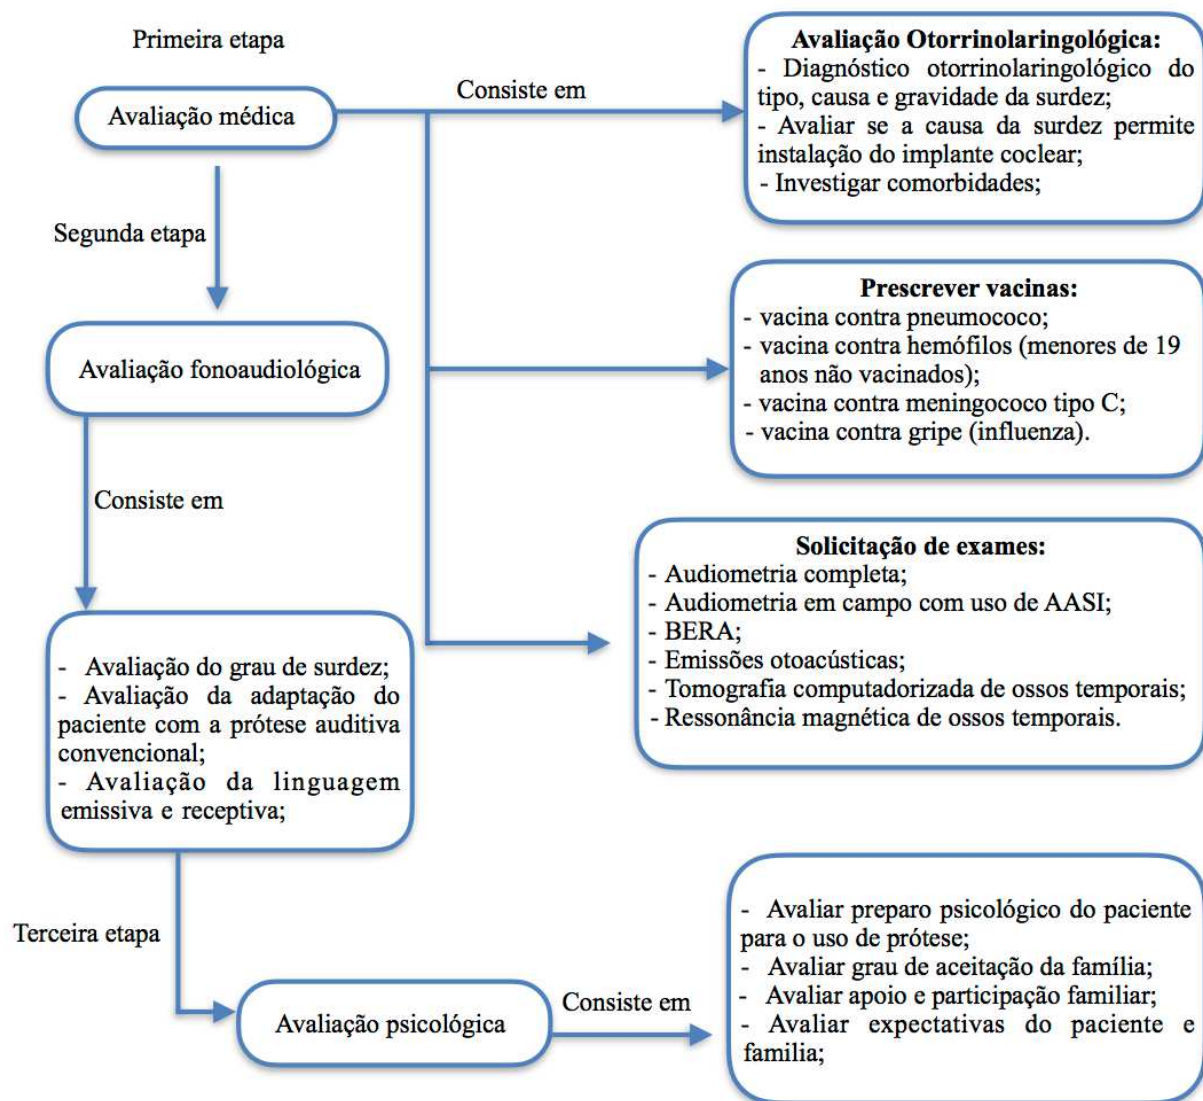 Primeira etapa
Avaliação médica
Consiste em
Avaliação Otorrinolaringológica:
- Diagnóstico otorrinolaringológico do
tipo, causa e gravidade da surdez;
- Avaliar se a causa da surdez permite
instalação do implante coclear;
- Investigar comorbidades;
Prescrever vacinas:
- vacina contra pneumococo;
- vacina contra hemófilos (menores de 19
anos não vacinados);
- vacina contra meningococo tipo C;
- vacina contra gripe (influenza).
Solicitação de exames:
- Audiometria completa;
- Audiometria em campo com uso de AASI;
- BERA;
- Emissões otoacústicas;
- Tomografia computadorizada de ossos temporais;
- Ressonância magnética de ossos temporais.
Segunda etapa
Avaliação fonoaudiológica
Consiste em
- Avaliação do grau de surdez;
- Avaliação da adaptação do
paciente com a prótese auditiva
convencional;
- Avaliação da linguagem
emissiva e receptiva;
Terceira etapa
Avaliação psicológica
Consiste em
- Avaliar preparo psicológico do paciente
para o uso de prótese;
- Avaliar grau de aceitação da família;
- Avaliar apoio e participação familiar;
- Avaliar expectativas do paciente e
familia;